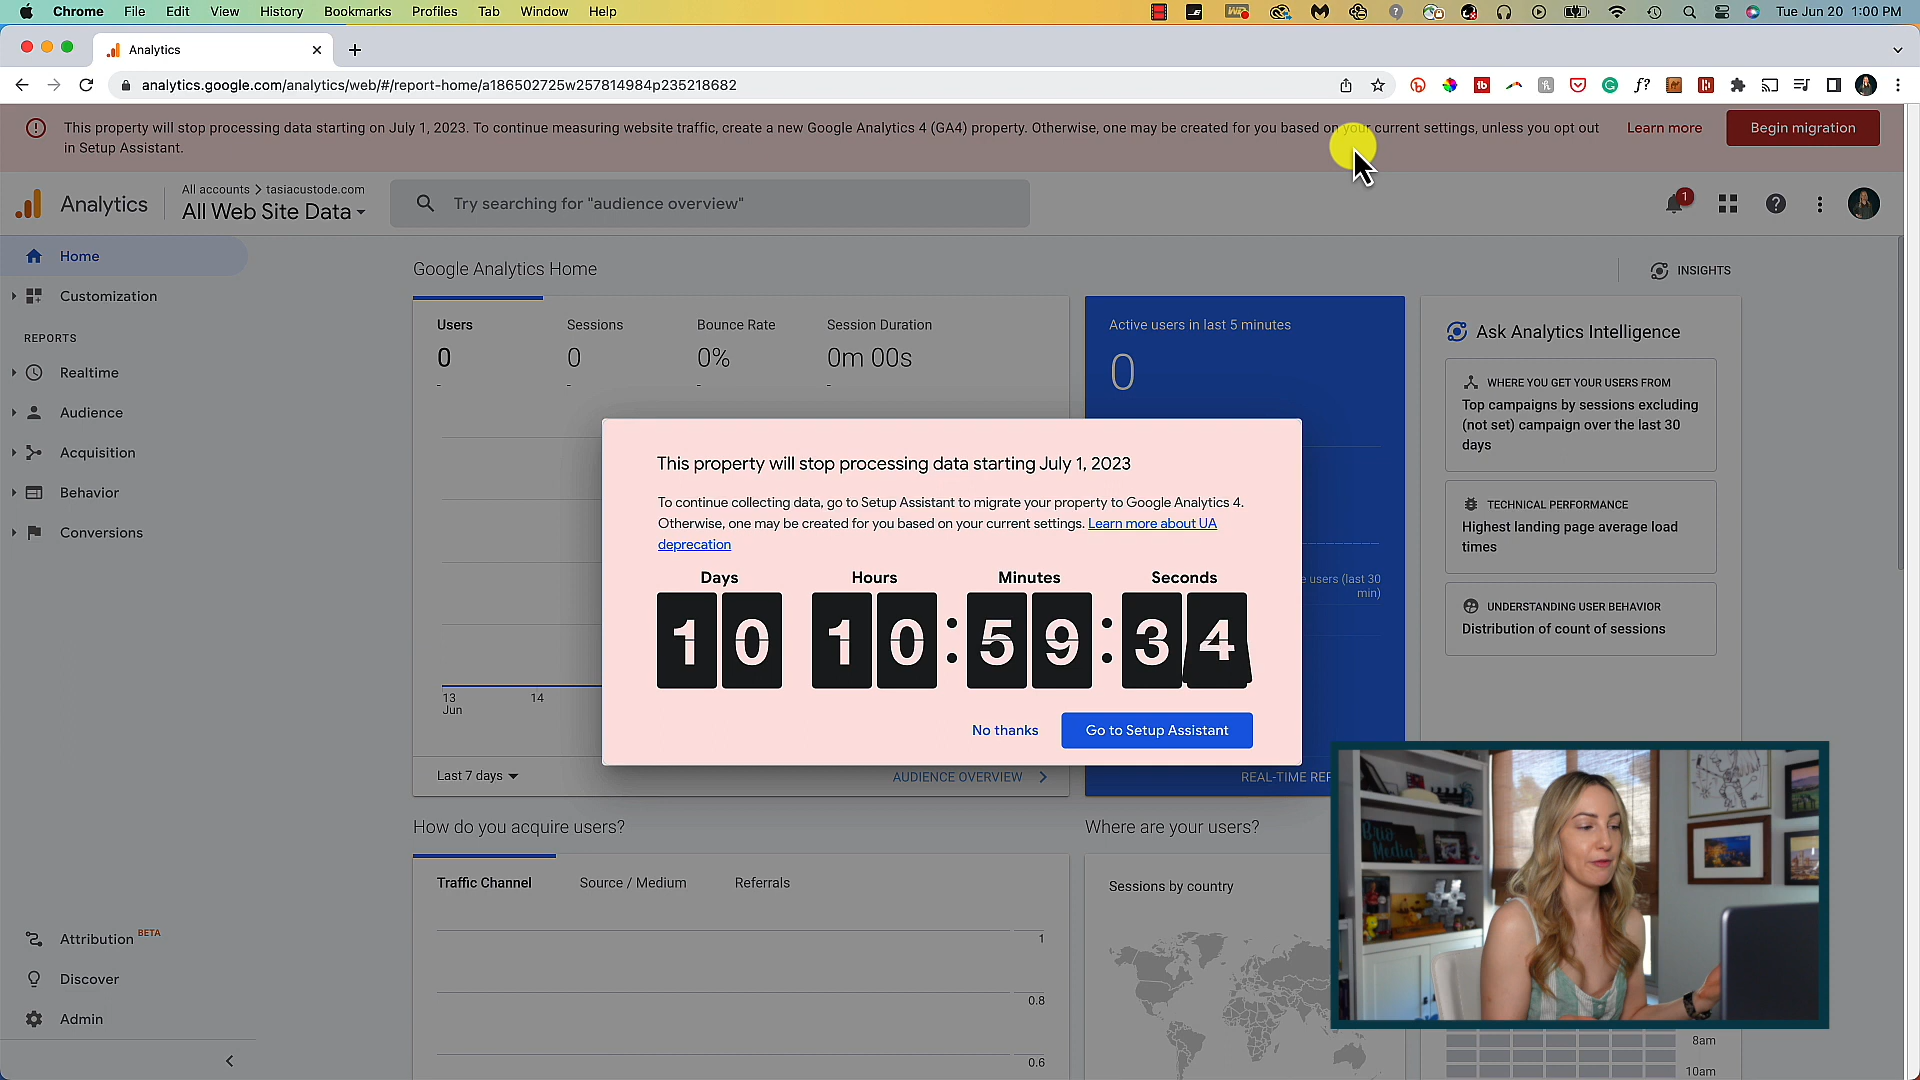 Chrome File Edit View History Bookmarks Profiles Tab Window Help
Tue Jun 20 1:00 PM
Analytics
analytics.google.com/analytics/web/#/report-home/a186502725w257814984p235218682
This property will stop processing data starting on July 1, 2023. To continue measuring website traffic, create a new Google Analytics 4 (GA4) property. Otherwise, one may be created for you based on your current settings, unless you opt out
in Setup Assistant.
Learn more
Begin migration
Analytics
All accounts > tasiacustode.com
All Web Site Data
Try searching for "audience overview"
1
Home
Customization
REPORTS
Realtime
Audience
Acquisition
Behavior
Conversions
Attribution BETA
Discover
Admin
Google Analytics Home
INSIGHTS
Users Sessions Bounce Rate Session Duration
0 0 0% 0m 00s
- - - -
13 14
Jun
Last 7 days
AUDIENCE OVERVIEW
Active users in last 5 minutes
0
e users (last 30
min)
REAL-TIME REP
Ask Analytics Intelligence
WHERE YOU GET YOUR USERS FROM
Top campaigns by sessions excluding
(not set) campaign over the last 30
days
TECHNICAL PERFORMANCE
Highest landing page average load
times
UNDERSTANDING USER BEHAVIOR
Distribution of count of sessions
This property will stop processing data starting July 1, 2023
To continue collecting data, go to Setup Assistant to migrate your property to Google Analytics 4.
Otherwise, one may be created for you based on your current settings. Learn more about UA
deprecation
Days Hours Minutes Seconds
10 10:59:34
No thanks
Go to Setup Assistant
How do you acquire users?
Traffic Channel Source / Medium Referrals
1
0.8
0.6
Where are your users?
Sessions by country
8am
10am
Bria
Media